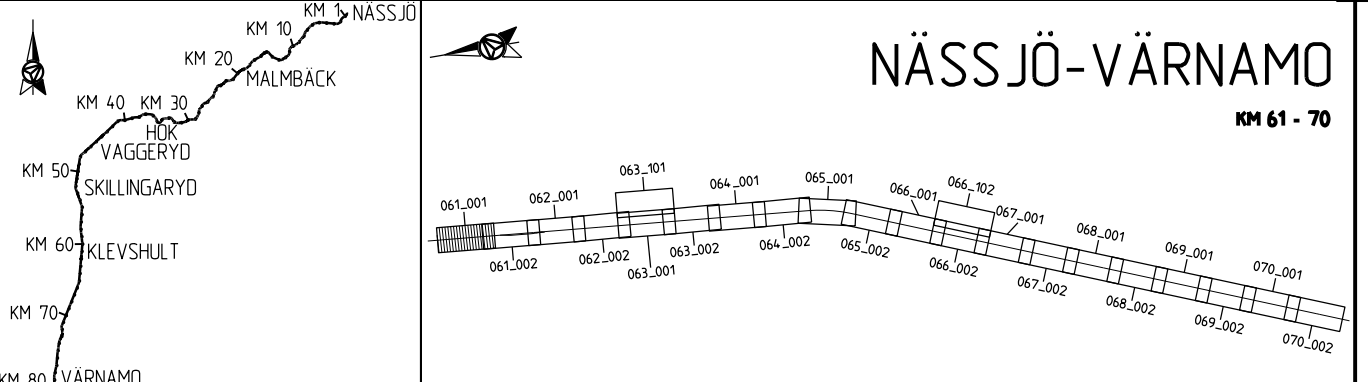 KM 1
NÄSSJÖ
KM 10
KM 20
MALMBÄCK
KM 40
KM 30
HOK
VAGGERYD
KM 50
SKILLINGARYD
KM 60
KLEVSHULT
KM 70
KM 80
VÄRNAMO
NÄSSJÖ-VÄRNAMO
KM 61 - 70
063_101
061_001
062_001
064_001
065_001
066_001
066_102
067_001
068_001
069_001
070_001
061_002
062_002
063_001
063_002
064_002
065_002
066_002
067_002
068_002
069_002
070_002